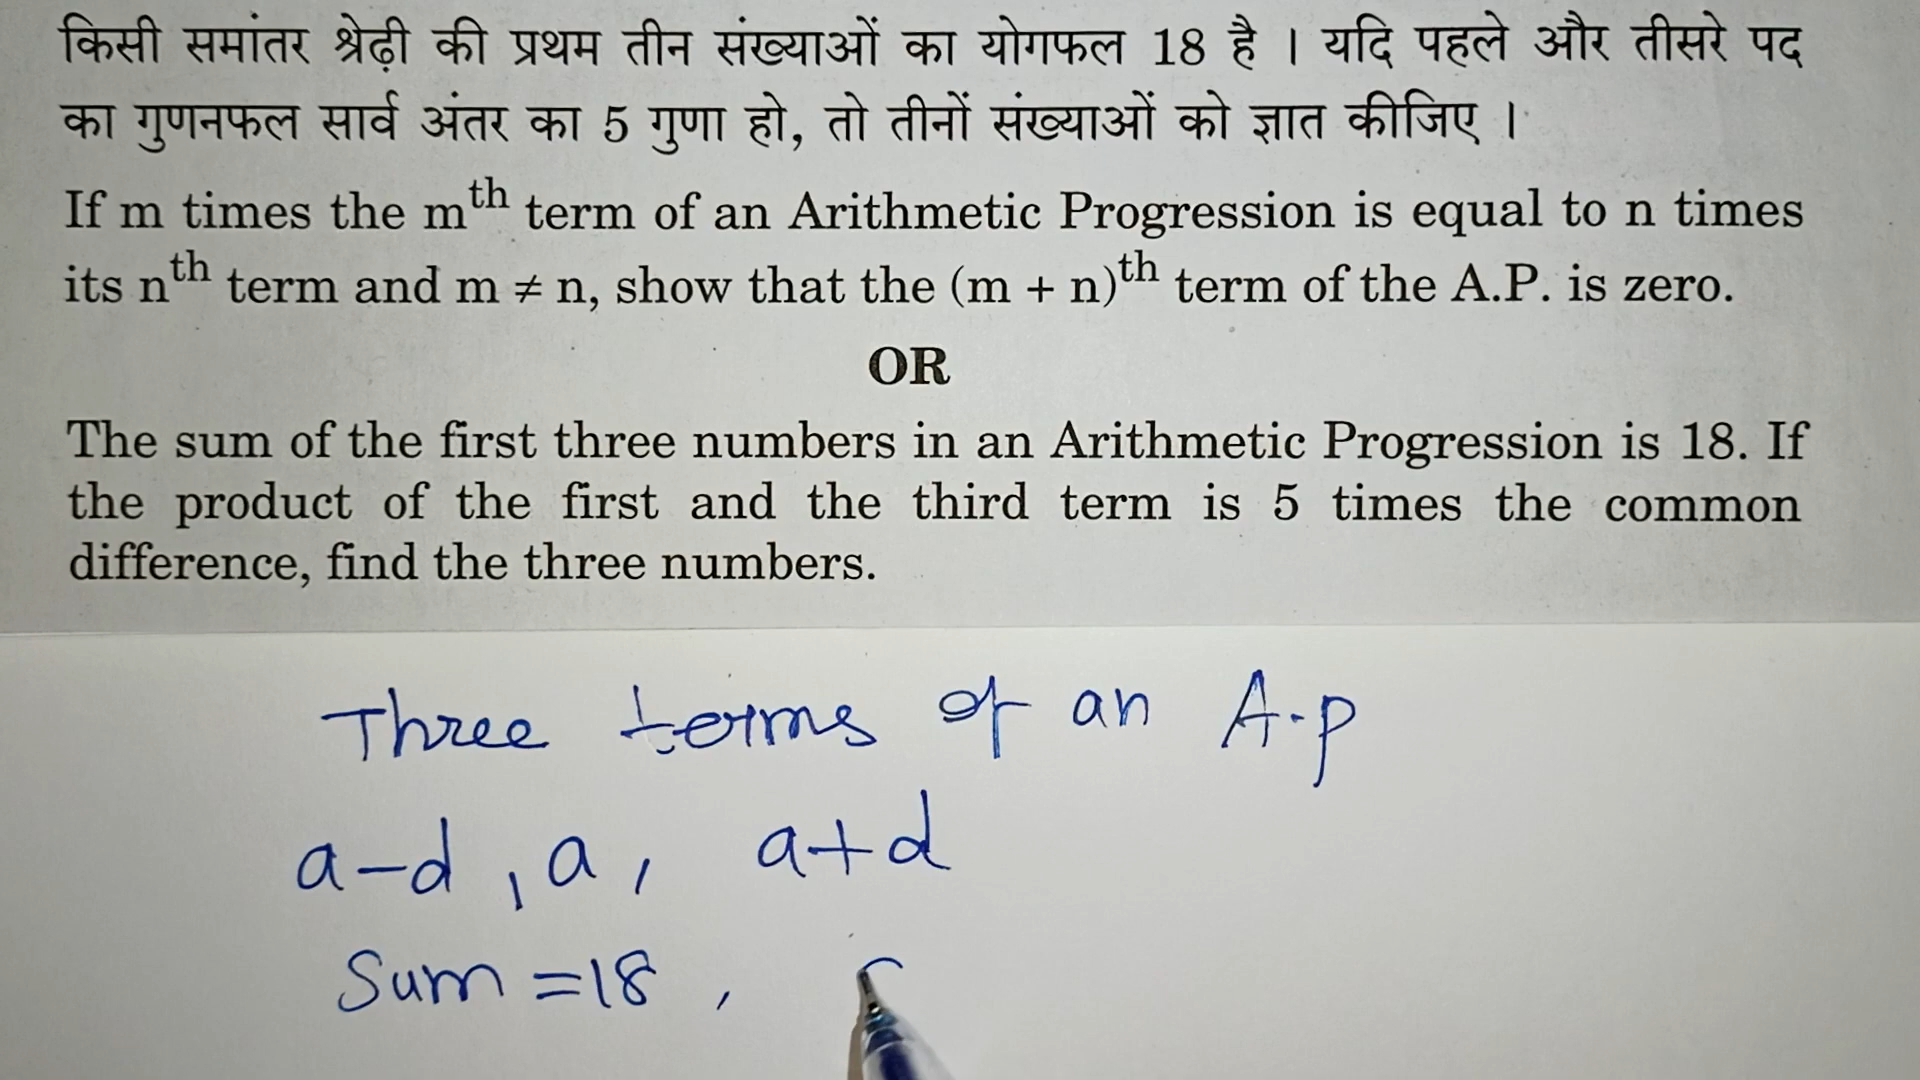 किसी समांतर श्रेढ़ी की प्रथम तीन संख्याओं का योगफल 18 है । यदि पहले और तीसरे पद
का गुणनफल सार्व अंतर का 5 गुणा हो, तो तीनों संख्याओं को ज्ञात कीजिए ।
If m times the mth term of an Arithmetic Progression is equal to n times
its nth term and m ≠ n, show that the (m + n)th term of the A.P. is zero.
OR
The sum of the first three numbers in an Arithmetic Progression is 18. If
the product of the first and the third term is 5 times the common
difference, find the three numbers.
Three terms of an A.p
a-d, a, a+d
Sum = 18,